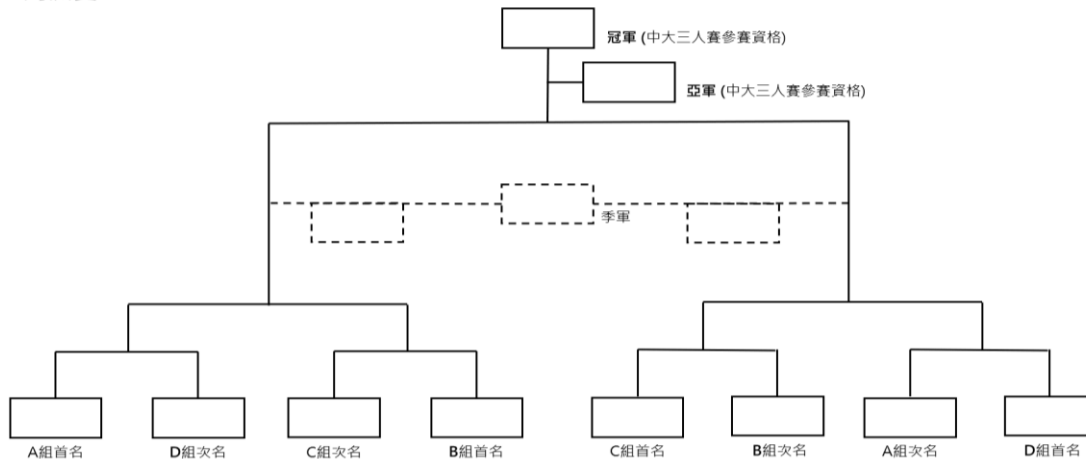 冠軍 (中大三人賽參賽資格)
亞軍 (中大三人賽參賽資格)
季軍
A組首名
D組次名
C組次名
B組首名
C組首名
B組次名
A組次名
D組首名